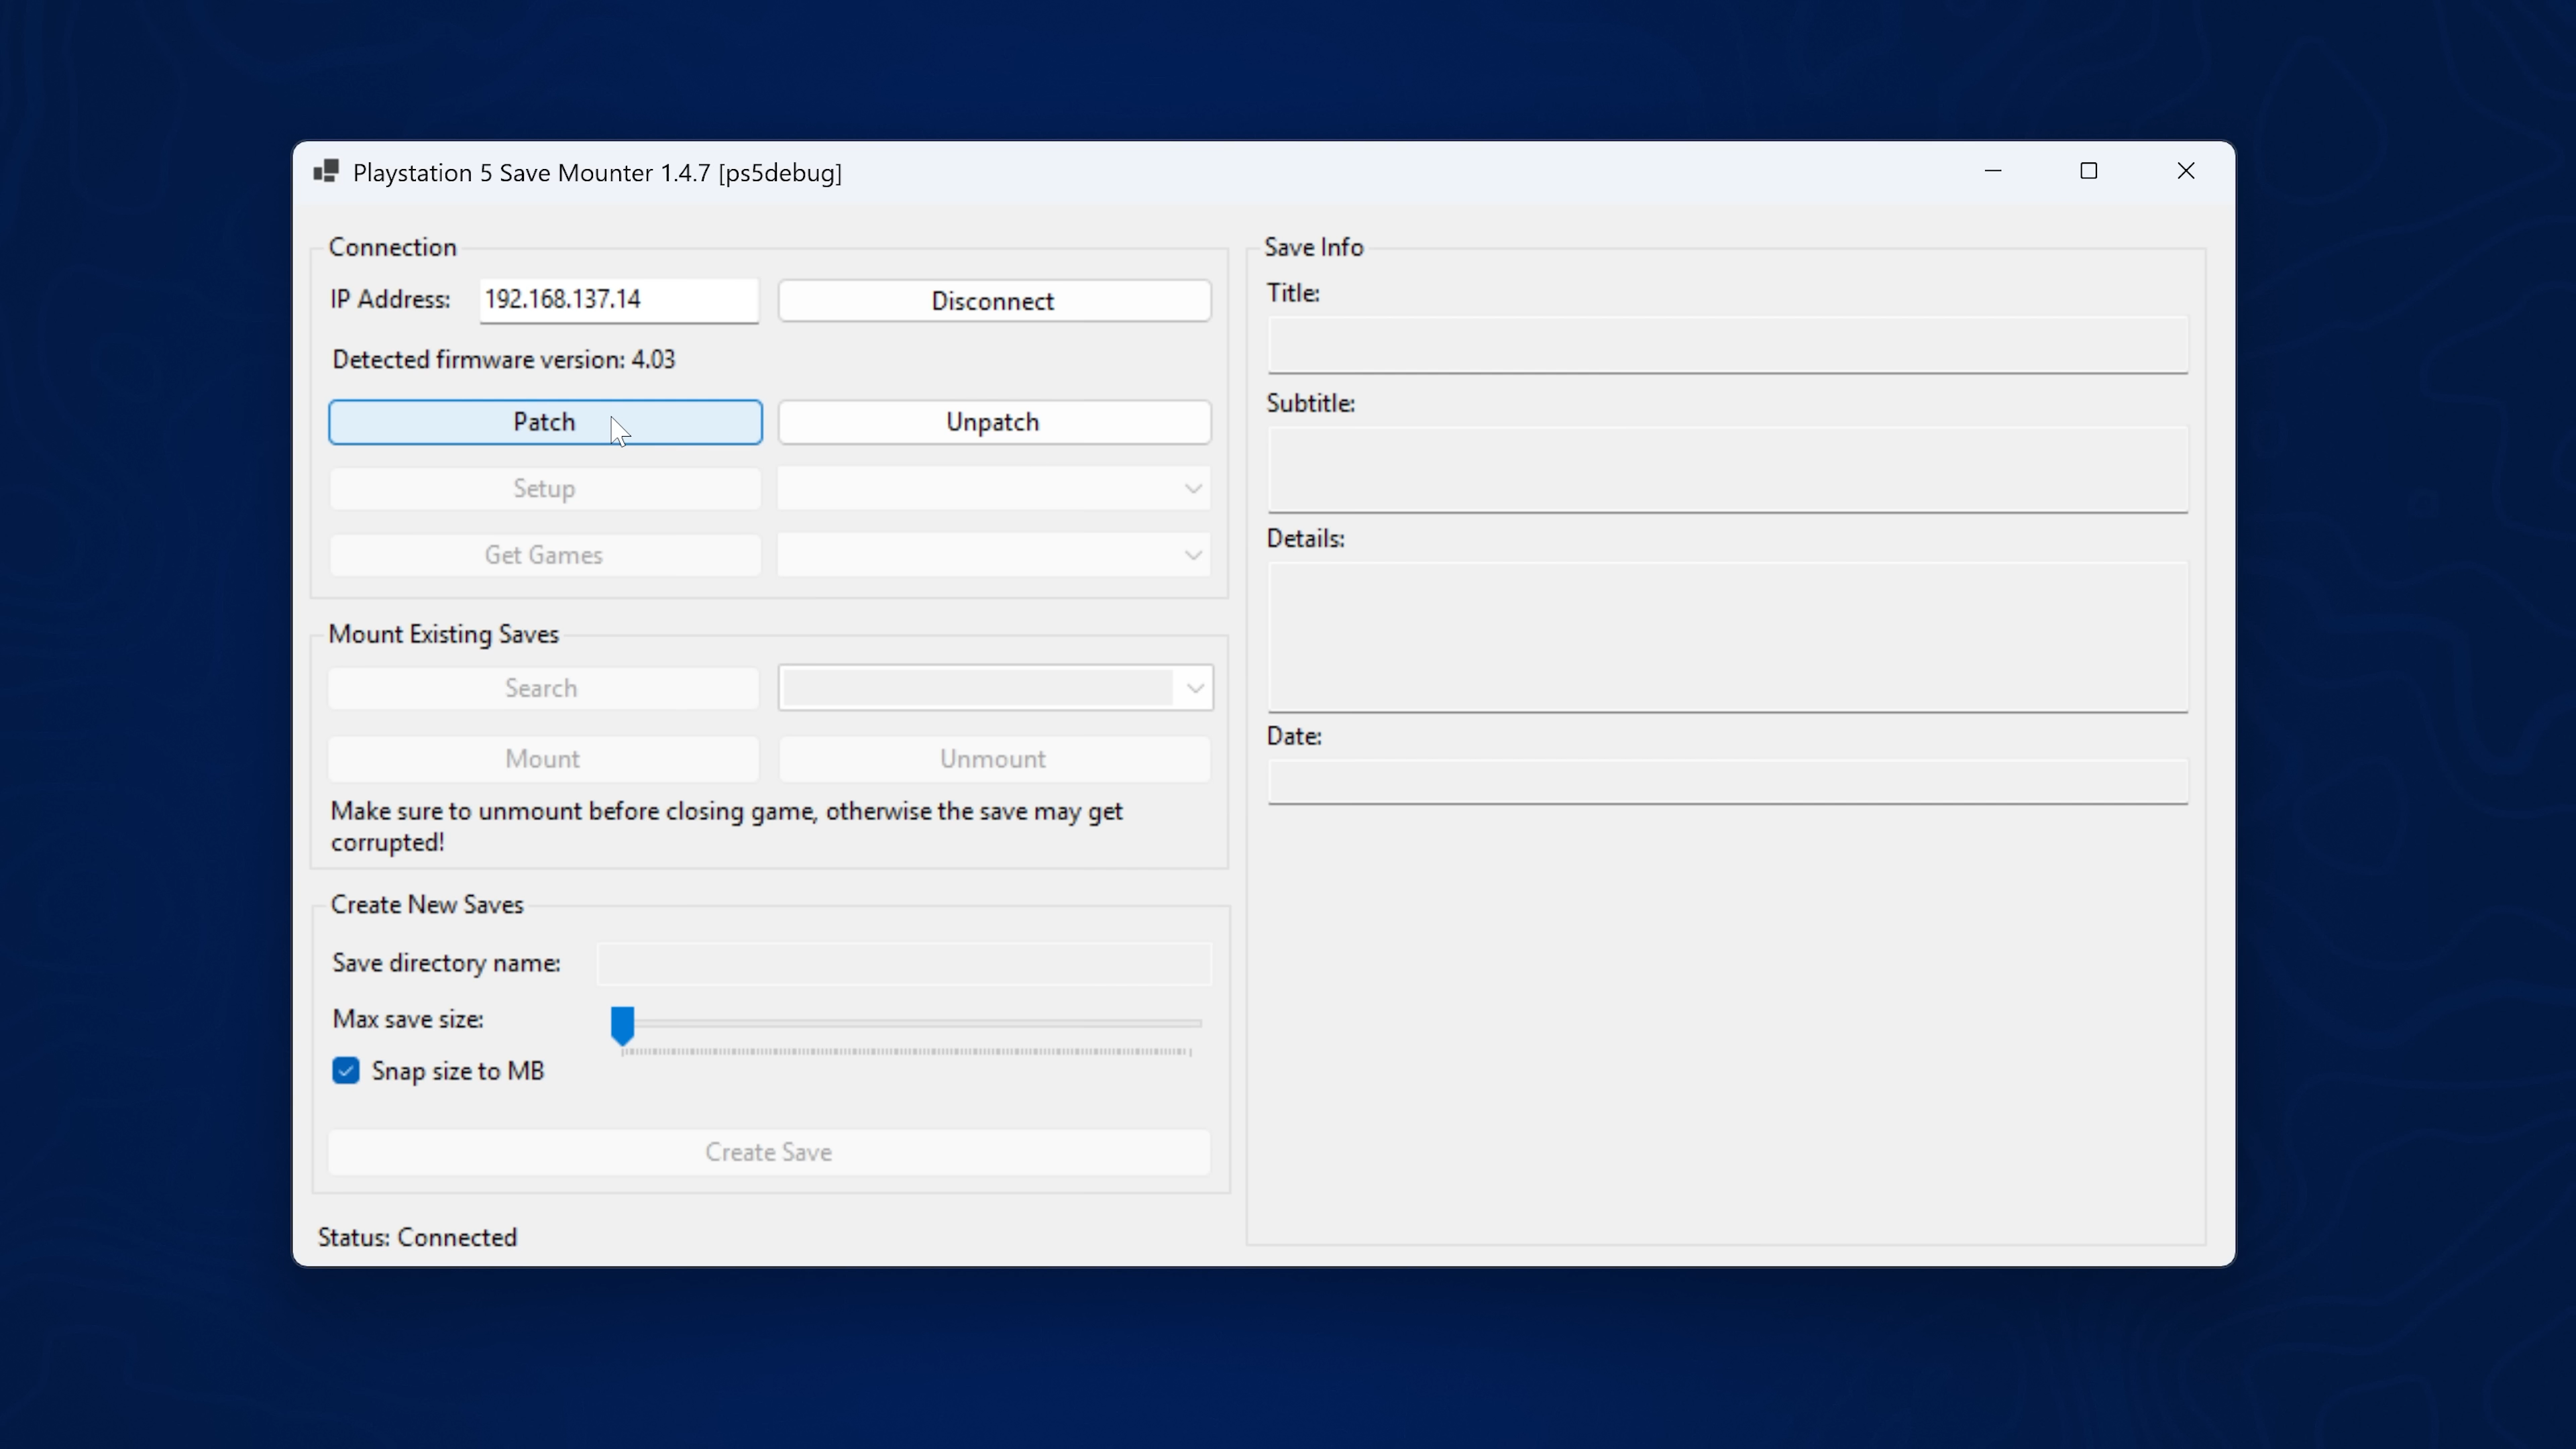 Playstation 5 Save Mounter 1.4.7 [ps5debug]
Connection
IP Address: 192.168.137.14 Disconnect
Detected firmware version: 4.03
Patch Unpatch
Setup
Get Games
Mount Existing Saves
Search
Mount Unmount
Make sure to unmount before closing game, otherwise the save may get
corrupted!
Create New Saves
Save directory name:
Max save size:
Snap size to MB
Create Save
Status: Connected
Save Info
Title:
Subtitle:
Details:
Date: